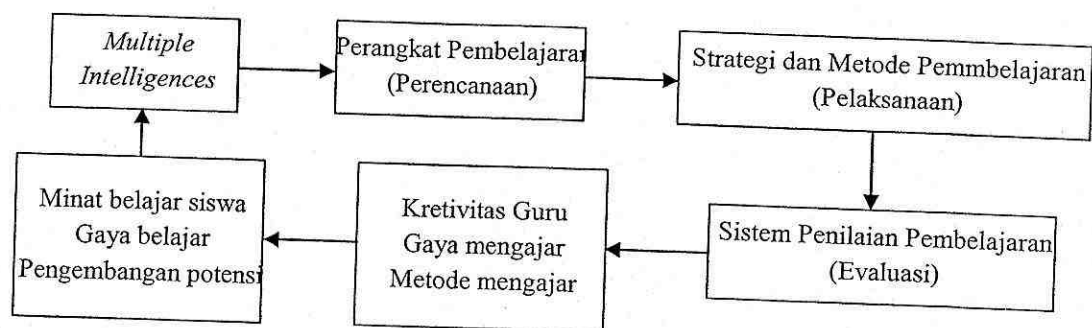 Multiple
Intelligences
Perangkat Pembelajaran
(Perencanaan)
Strategi dan Metode Pemmbelajaran
(Pelaksanaan)
Minat belajar siswa
Gaya belajar
Pengembangan potensi
Kretivitas Guru
Gaya mengajar
Metode mengajar
Sistem Penilaian Pembelajaran
(Evaluasi)